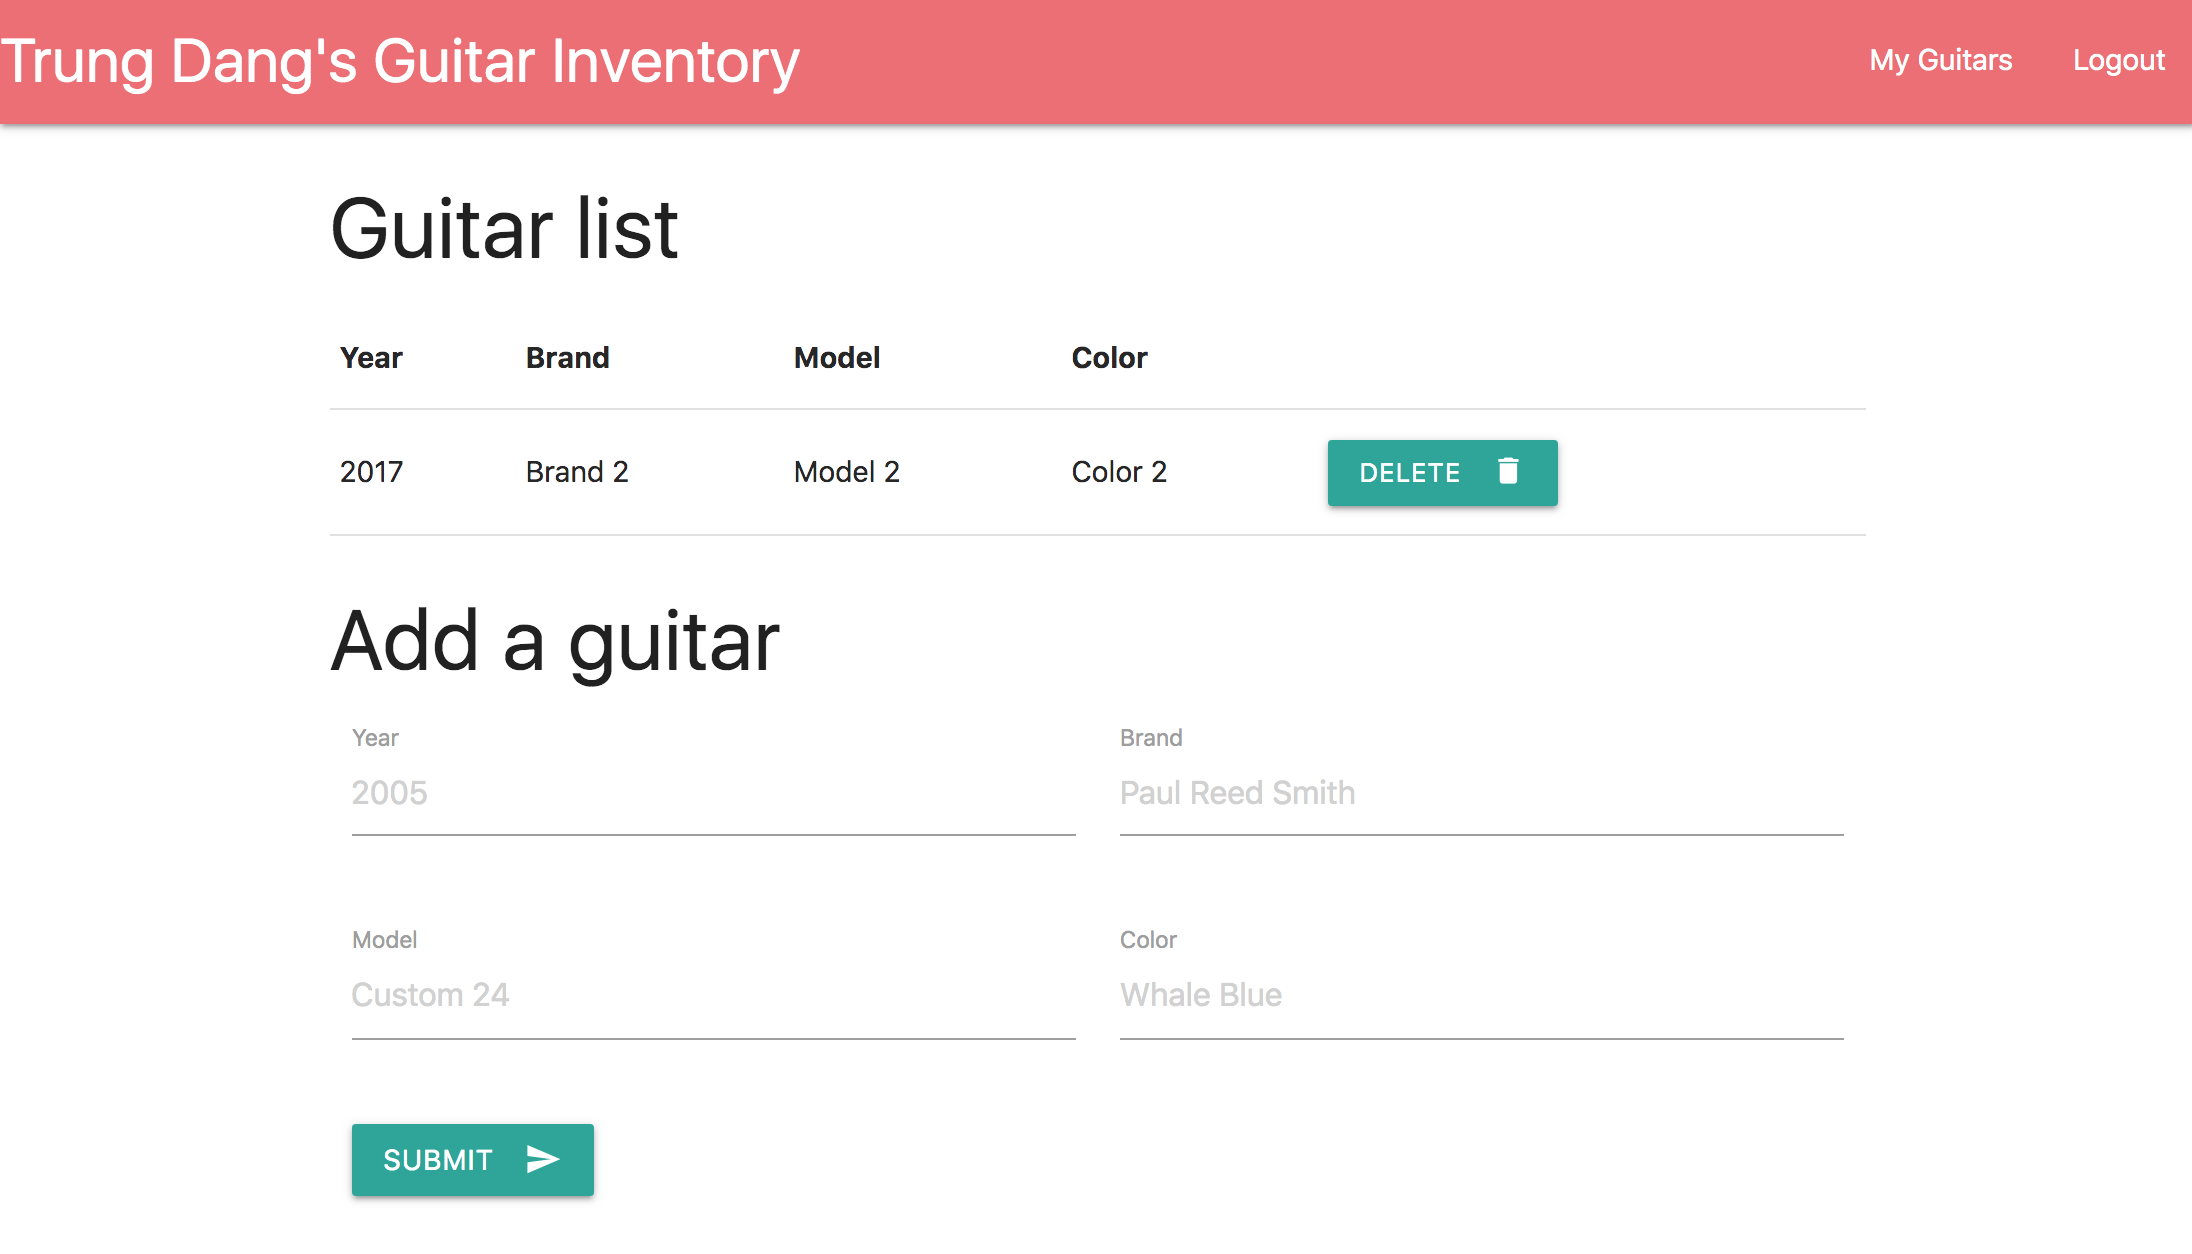 Trung Dang's Guitar Inventory My Guitars Logout
Guitar list
Year Brand Model Color
2017 Brand 2 Model 2 Color 2 DELETE
Add a guitar
Year Brand
2005 Paul Reed Smith
Model Color
Custom 24 Whale Blue
SUBMIT